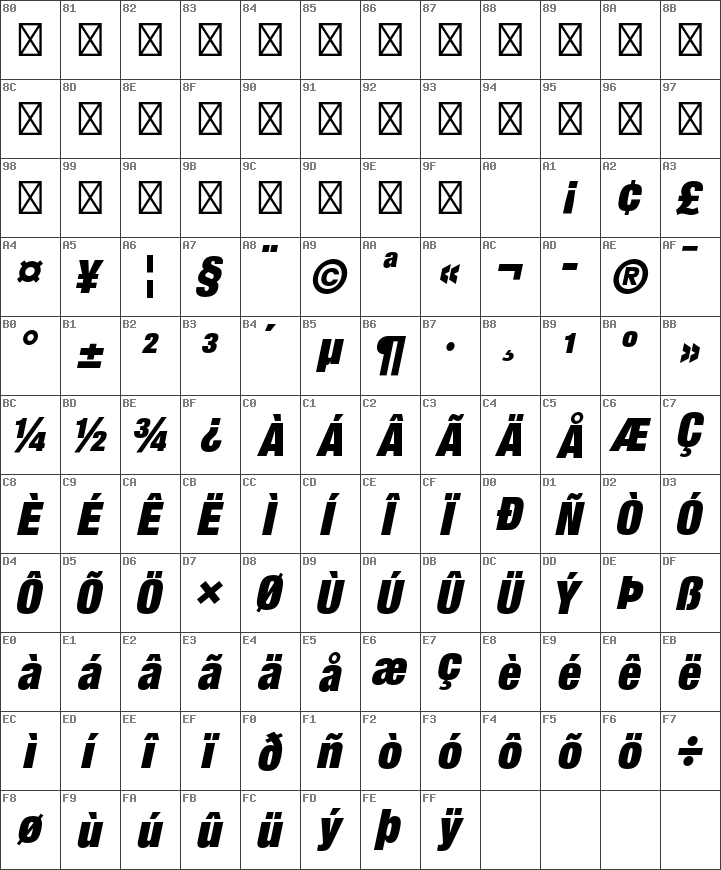 80 81 82 83 84 85 86 87 88 89 8A 8B
8C 8D 8E 8F 90 91 92 93 94 95 96 97
98 99 9A 9B 9C 9D 9E 9F A0 A1 A2 A3
¡ ¢ £
A4 A5 A6 A7 A8 A9 AA AB AC AD AE AF
¤ ¥ ¦ § ¨ © ª « ¬ - ® ¯
B0 B1 B2 B3 B4 B5 B6 B7 B8 B9 BA BB
° ± ² ³ ´ µ ¶ · ¸ ¹ º »
BC BD BE BF C0 C1 C2 C3 C4 C5 C6 C7
¼ ½ ¾ ¿ À Á Â Ã Ä Å Æ Ç
C8 C9 CA CB CC CD CE CF D0 D1 D2 D3
È É Ê Ë Ì Í Î Ï Ð Ñ Ò Ó
D4 D5 D6 D7 D8 D9 DA DB DC DD DE DF
Ô Õ Ö × Ø Ù Ú Û Ü Ý Þ ß
E0 E1 E2 E3 E4 E5 E6 E7 E8 E9 EA EB
à á â ã ä å æ ç è é ê ë
EC ED EE EF F0 F1 F2 F3 F4 F5 F6 F7
ì í î ï ð ñ ò ó ô õ ö ÷
F8 F9 FA FB FC FD FE FF
ø ù ú û ü ý þ ÿ